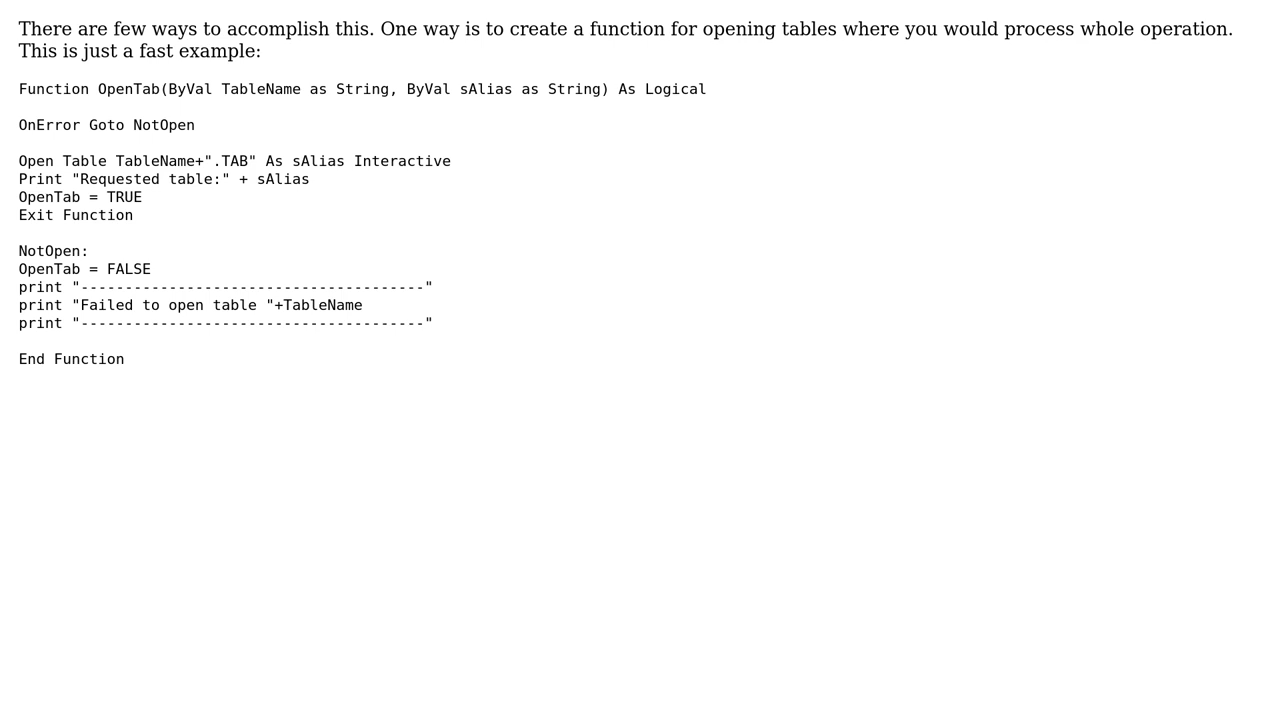 There are few ways to accomplish this. One way is to create a function for opening tables where you would process whole operation.
This is just a fast example:
Function OpenTab(ByVal TableName as String, ByVal sAlias as String) As Logical
OnError Goto NotOpen
Open Table TableName+".TAB" As sAlias Interactive
Print "Requested table:" + sAlias
OpenTab = TRUE
Exit Function
NotOpen:
OpenTab = FALSE
print "---------------------------------------"
print "Failed to open table "+TableName
print "---------------------------------------"
End Function